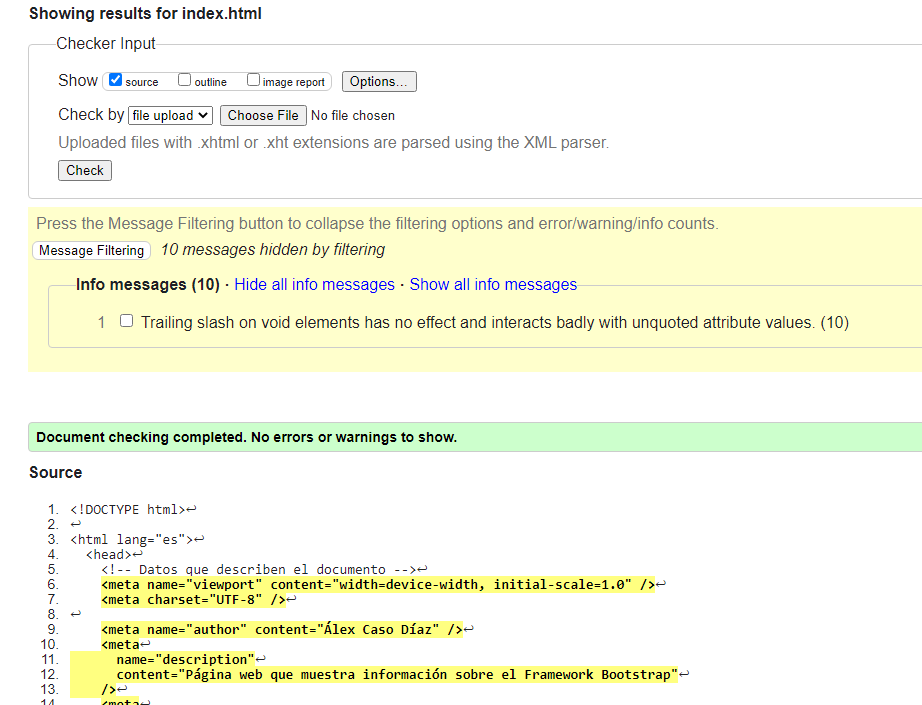 Showing results for index.html
Checker Input
Show source outline image report Options...
Check by file upload Choose File No file chosen
Uploaded files with .xhtml or .xht extensions are parsed using the XML parser.
Check
Press the Message Filtering button to collapse the filtering options and error/warning/info counts.
Message Filtering 10 messages hidden by filtering
Info messages (10) · Hide all info messages · Show all info messages
1 Trailing slash on void elements has no effect and interacts badly with unquoted attribute values. (10)
Document checking completed. No errors or warnings to show.
Source
1. <!DOCTYPE html>↩
2. ↩
3. <html lang="es">↩
4. <head>↩
5. <!-- Datos que describen el documento -->↩
6. <meta name="viewport" content="width=device-width, initial-scale=1.0" />↩
7. <meta charset="UTF-8" />↩
8. ↩
9. <meta name="author" content="Álex Caso Díaz" />↩
10. <meta↩
11. name="description"↩
12. content="Página web que muestra información sobre el Framework Bootstrap"↩
13. />↩
14. <meta↩